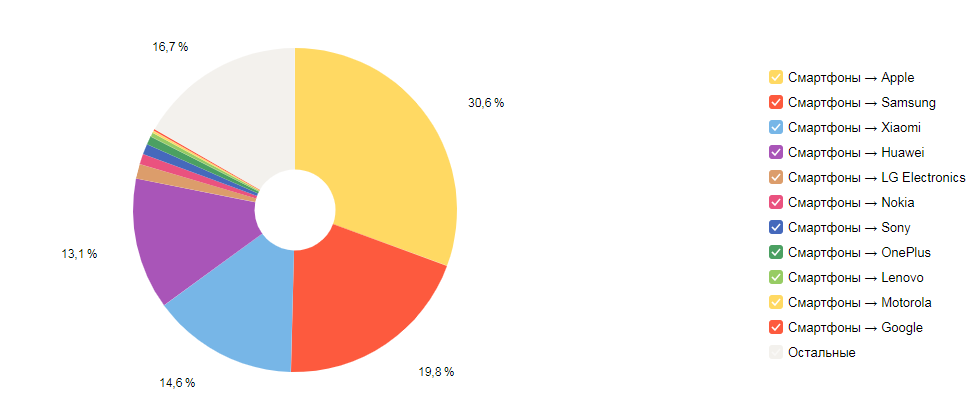 16,7 %
30,6 %
13,1 %
14,6 %
19,8 %
Смартфоны → Apple
Смартфоны → Samsung
Смартфоны → Xiaomi
Смартфоны → Huawei
Смартфоны → LG Electronics
Смартфоны → Nokia
Смартфоны → Sony
Смартфоны → OnePlus
Смартфоны → Lenovo
Смартфоны → Motorola
Смартфоны → Google
Остальные